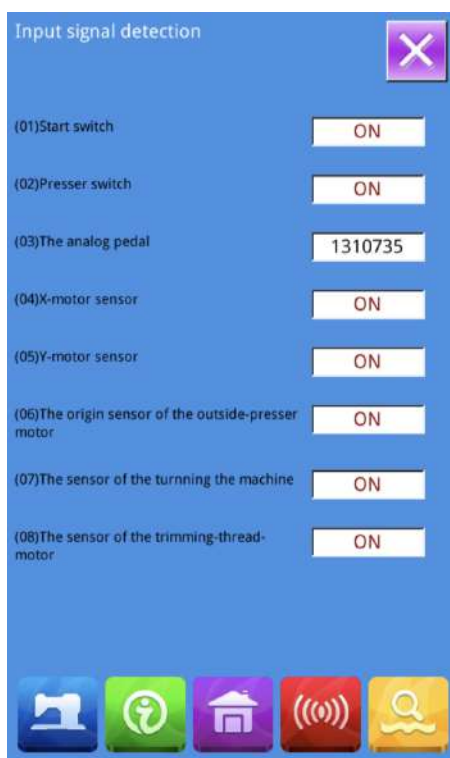 Input signal detection
(01)Start switch
ON
(02)Presser switch
ON
(03)The analog pedal
1310735
(04)X-motor sensor
ON
(05)Y-motor sensor
ON
(06)The origin sensor of the outside-presser
motor
ON
(07)The sensor of the turnning the machine
ON
(08)The sensor of the trimming-thread-
motor
ON